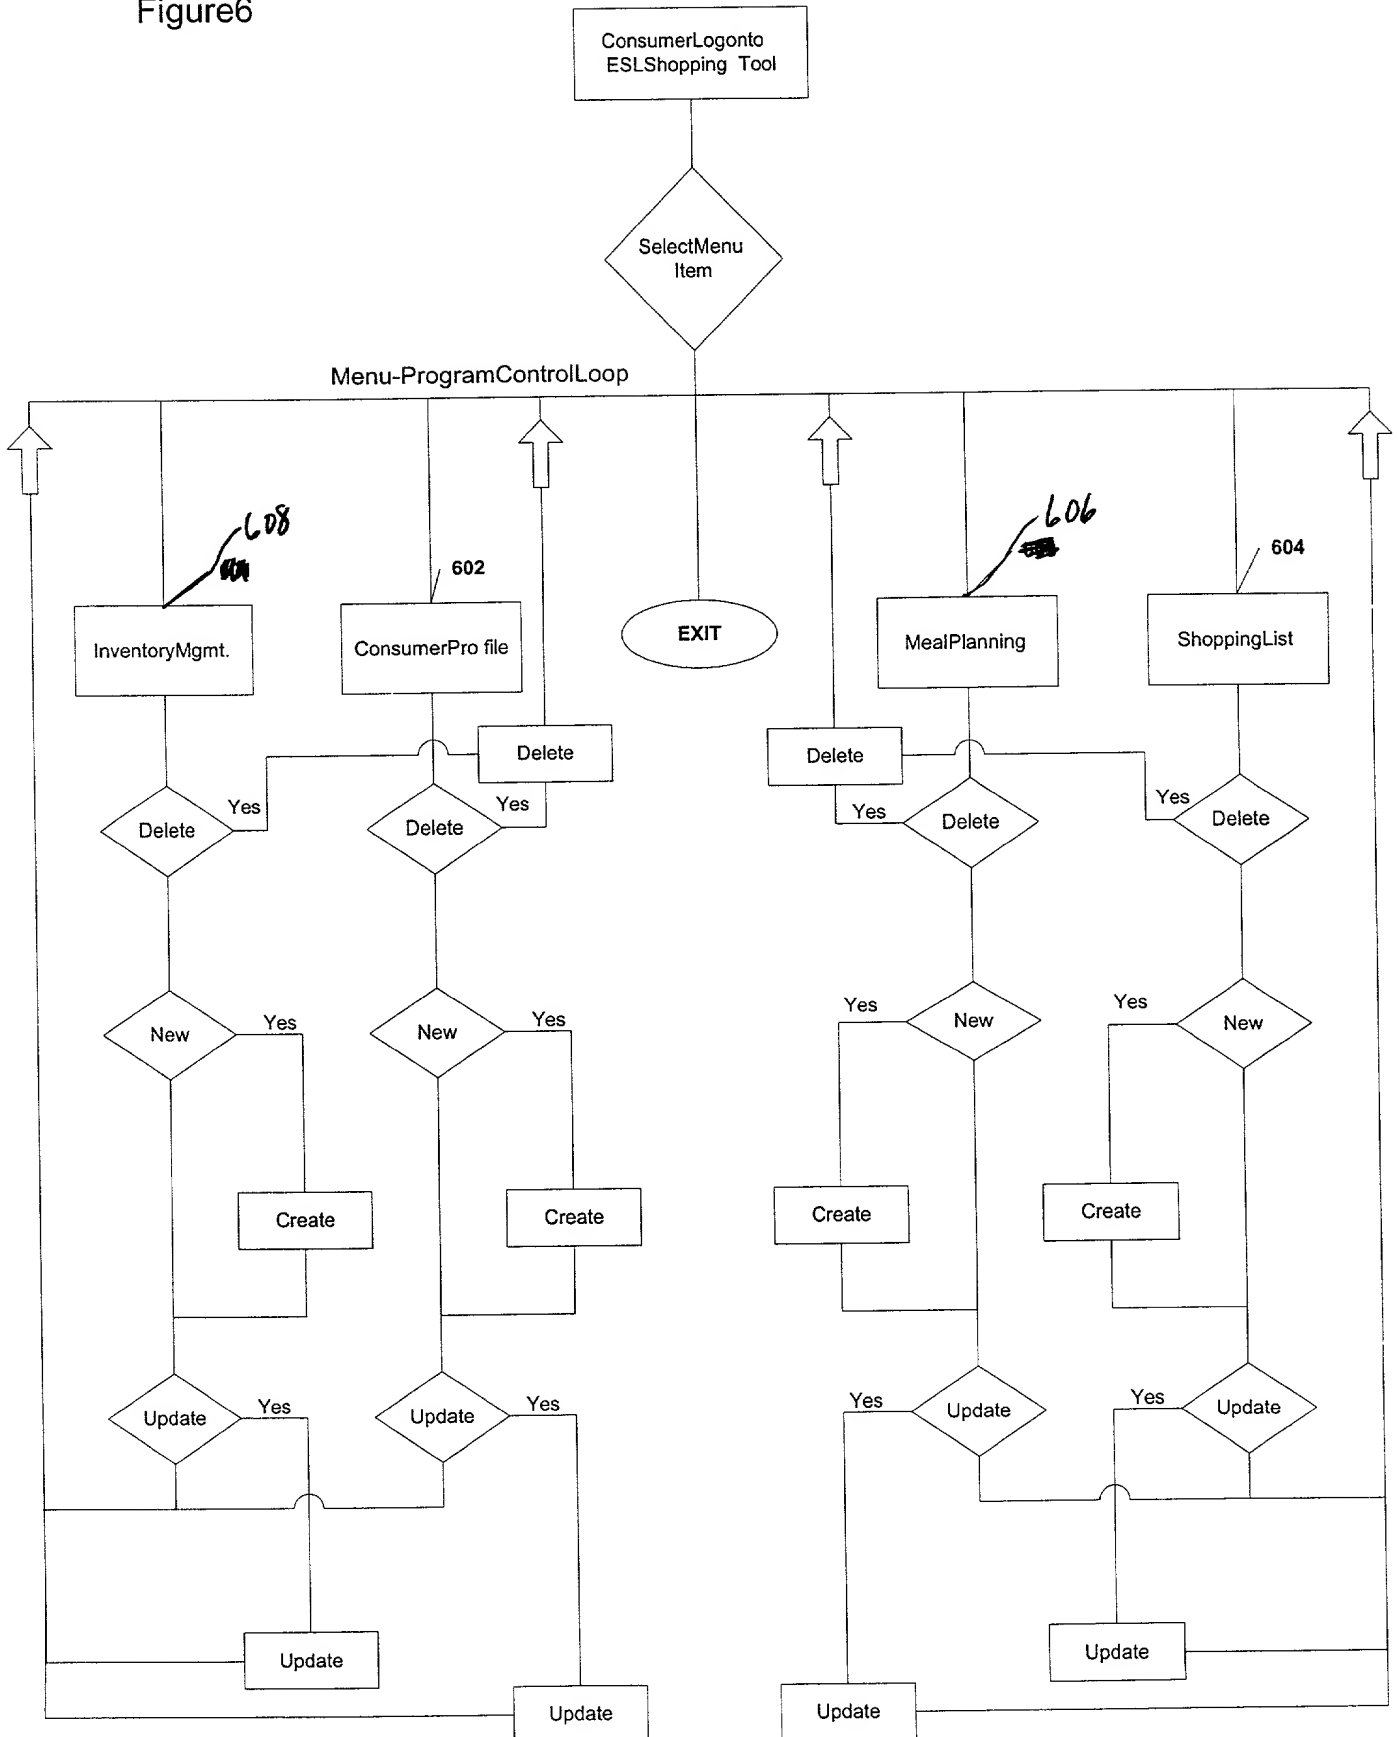 Figure6
ConsumerLogonto
ESLShopping Tool
SelectMenu
Item
Menu-ProgramControlLoop
608
602
606
604
InventoryMgmt.
ConsumerPro file
EXIT
MealPlanning
ShoppingList
Delete
Delete
Yes
Yes
Yes
Yes
Delete
Delete
Delete
Delete
Yes
Yes
Yes
Yes
New
New
New
New
Create
Create
Create
Create
Yes
Yes
Yes
Yes
Update
Update
Update
Update
Update
Update
Update
Update